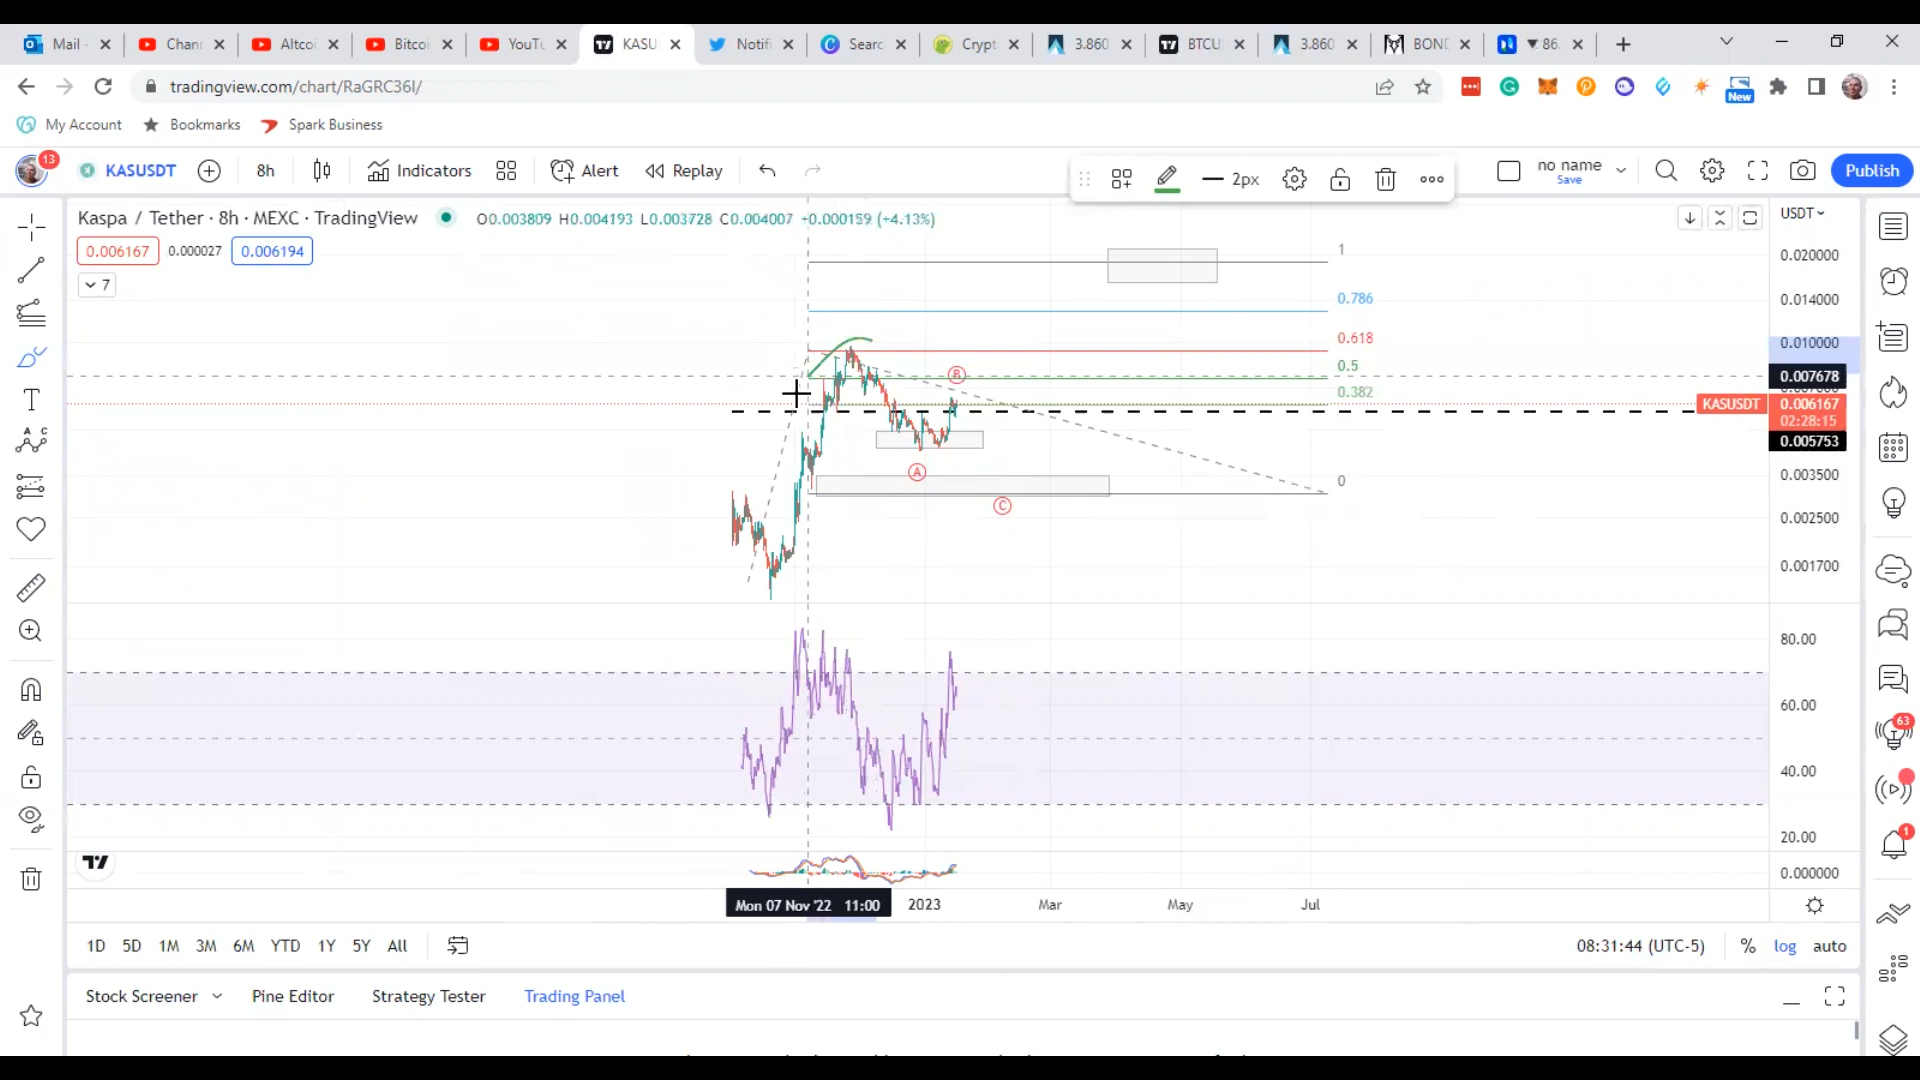 Mail - Chan Altcoi Bitcoi YouTu KASU Notifi Searc Crypt 3.860 BTCU 3.860 BOND ▼86.
tradingview.com/chart/RaGRC36I/
New
My Account Bookmarks Spark Business
13 KASUSDT 8h Indicators Alert Replay 2px no name Save Publish
Kaspa / Tether · 8h · MEXC · TradingView O0.003809 H0.004193 L0.003728 C0.004007 +0.000159 (+4.13%) USDT
0.006167 0.000027 0.006194
7
1
0.786
0.618
0.5
0.382
0
B
A
C
0.020000
0.014000
0.010000
0.007678
KASUSDT 0.006167
02:28:15
0.005753
0.003500
0.002500
0.001700
80.00
60.00
40.00
20.00
0.000000
63
1
Mon 07 Nov '22 11:00 2023 Mar May Jul
1D 5D 1M 3M 6M YTD 1Y 5Y All 08:31:44 (UTC-5) % log auto
Stock Screener Pine Editor Strategy Tester Trading Panel